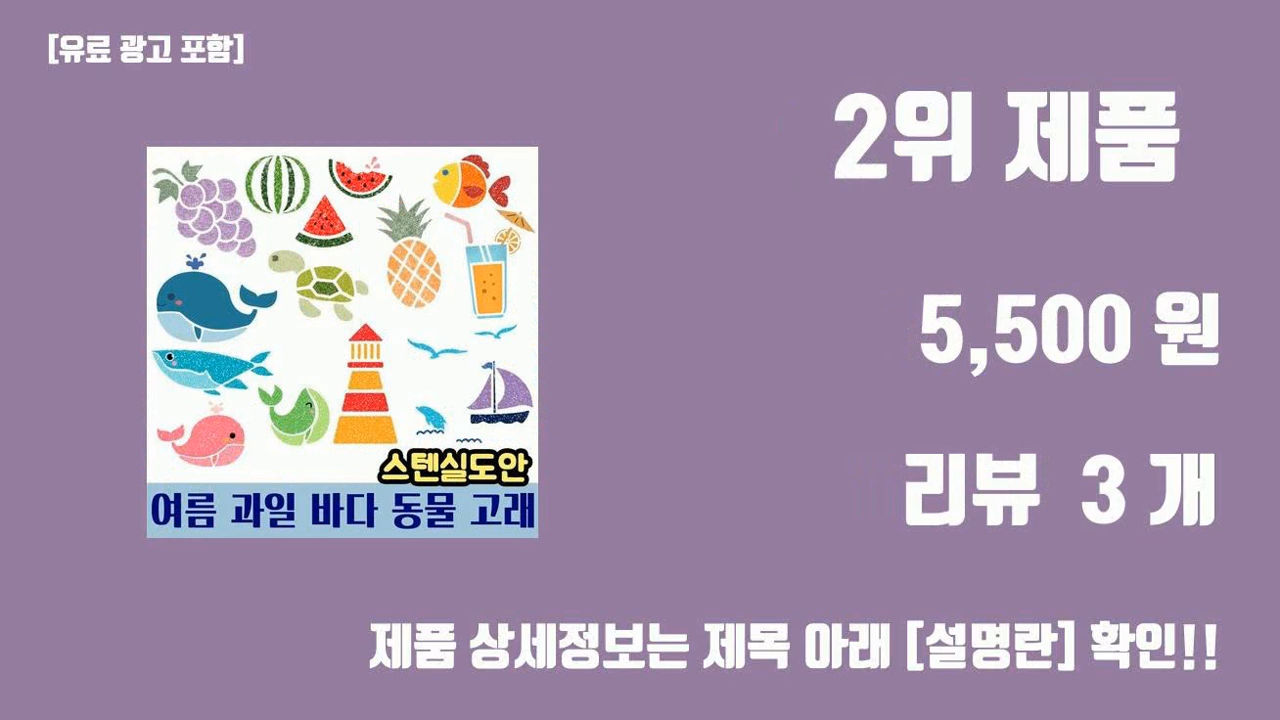 [유료 광고 포함]
2위 제품
5,500 원
리뷰 3 개
스텐실도안
여름 과일 바다 동물 고래
제품 상세정보는 제목 아래 [설명란] 확인!!